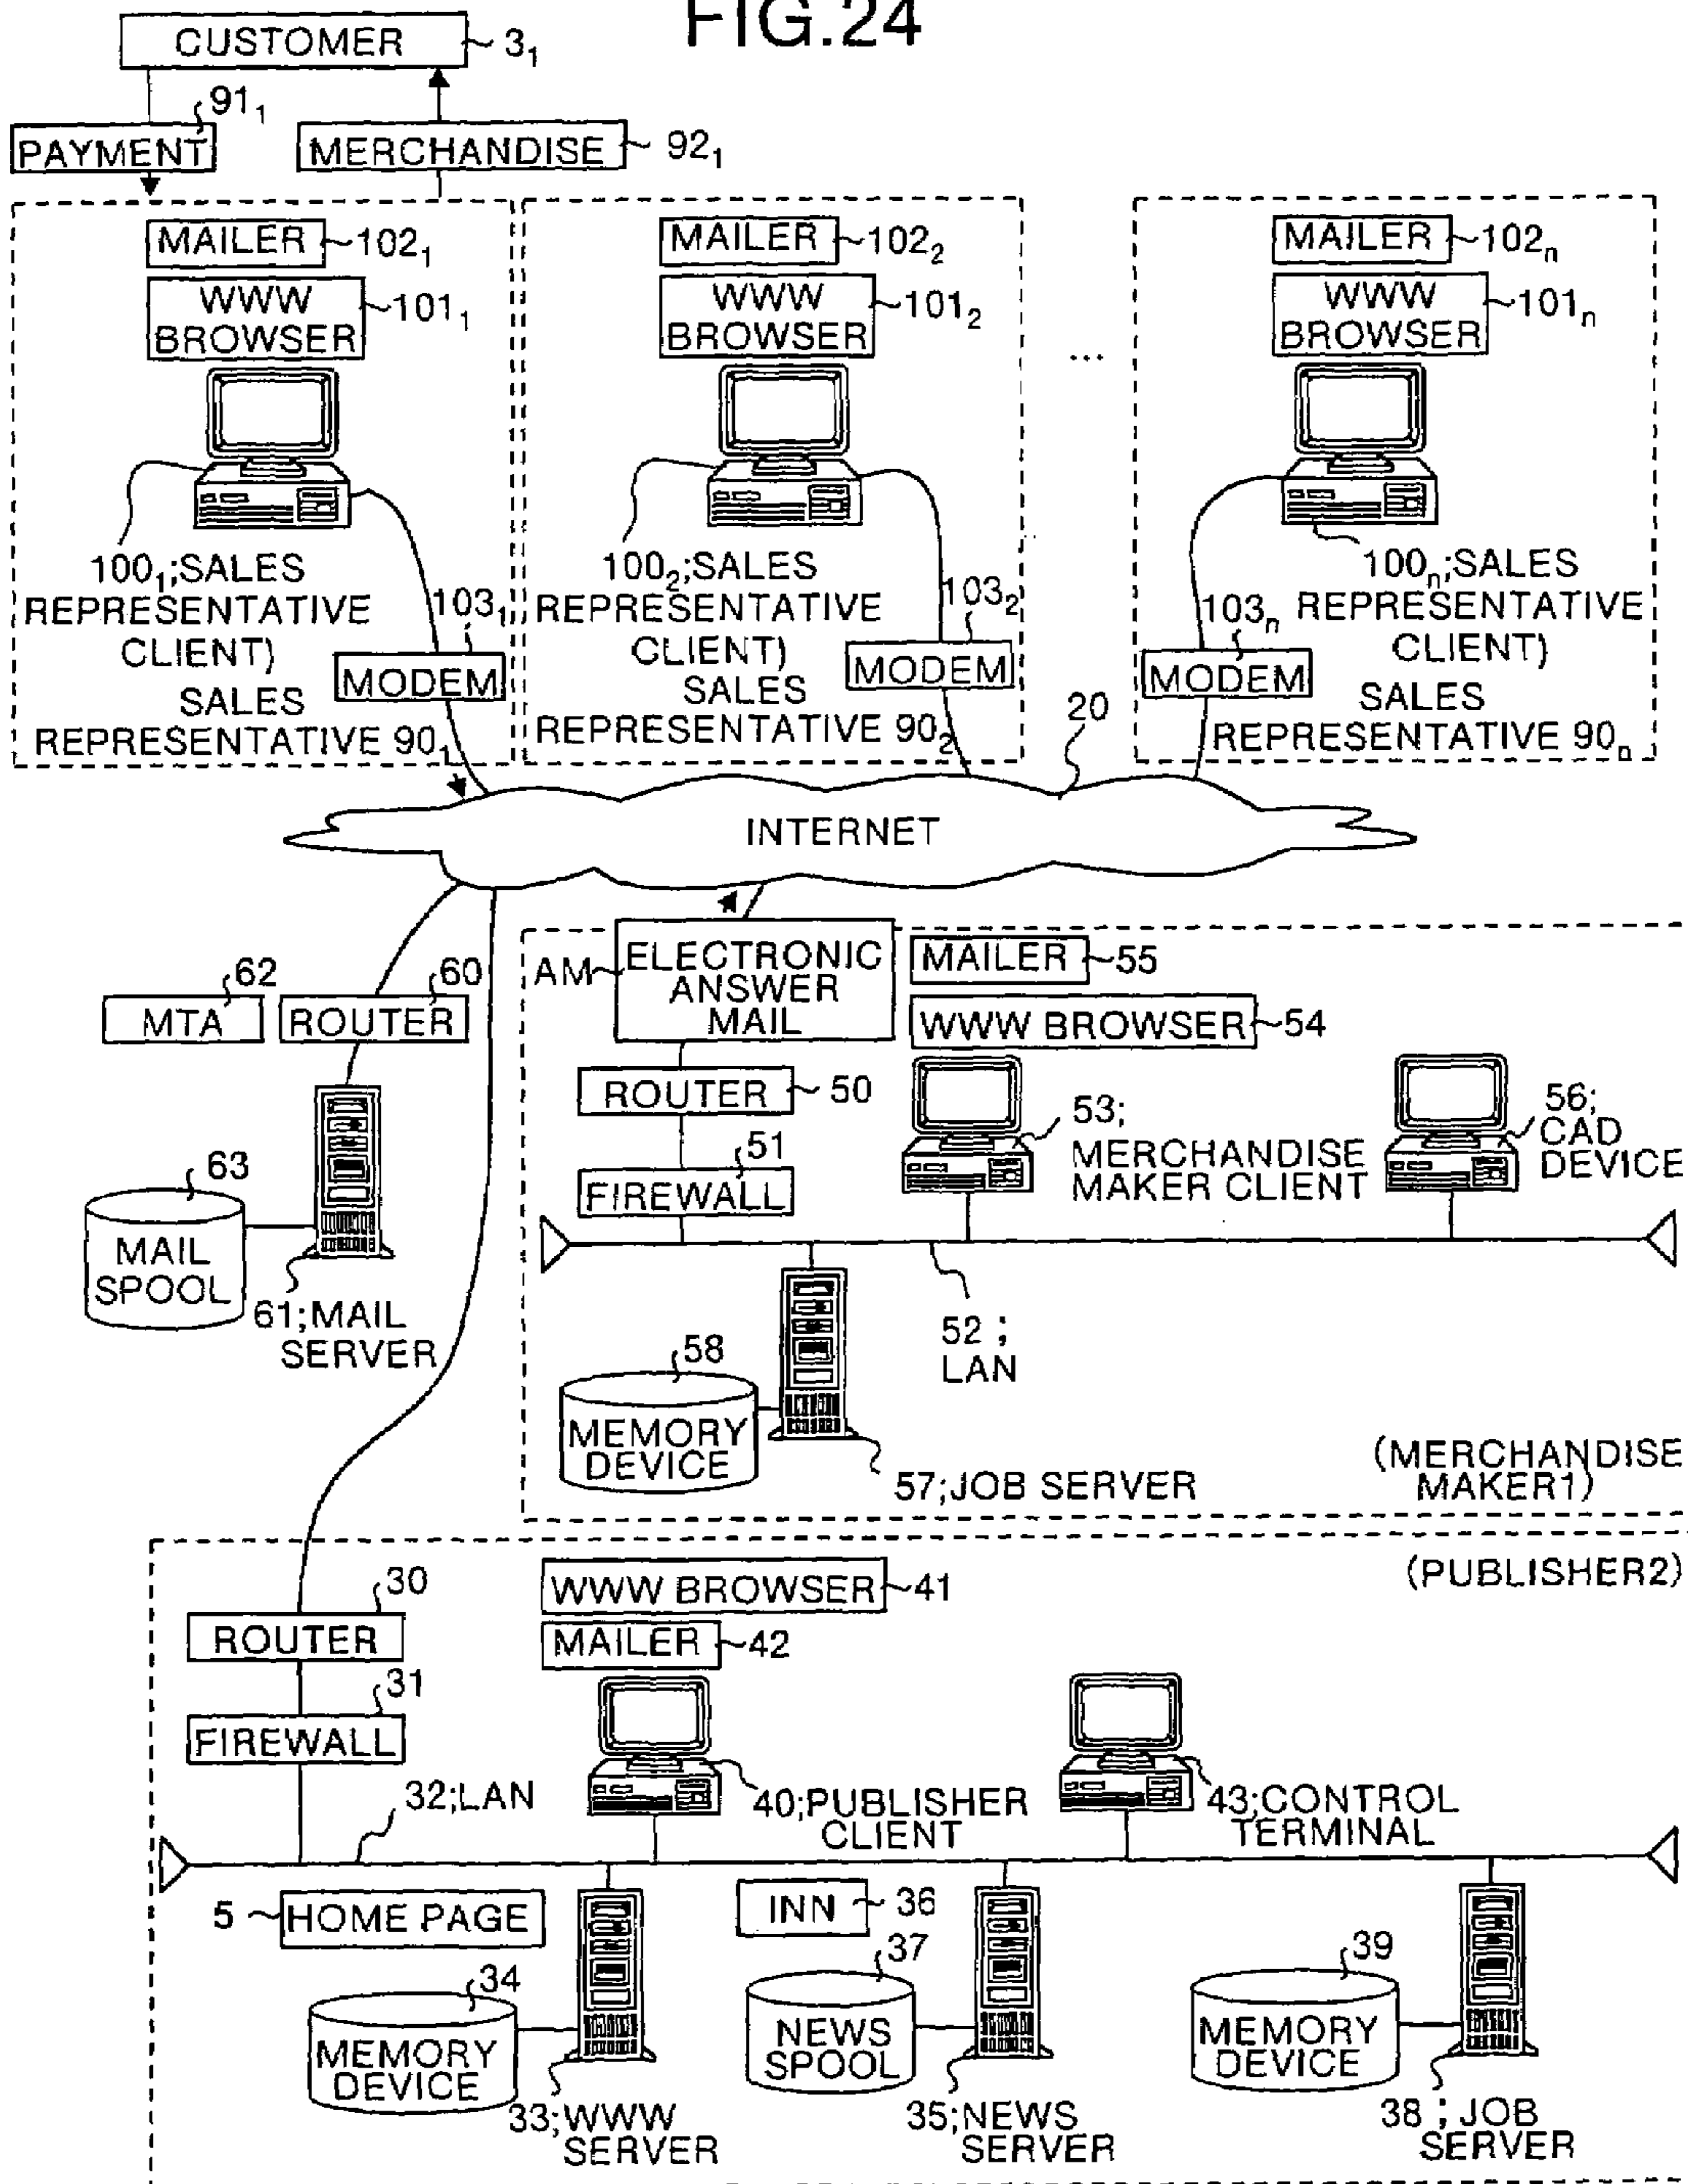 FIG.24
CUSTOMER
3₁
91₁
PAYMENT
MERCHANDISE
92₁
MAILER
102₁
WWW
BROWSER
101₁
100₁;SALES
REPRESENTATIVE
CLIENT)
103₁
MODEM
SALES
REPRESENTATIVE 90₁
MAILER
102₂
WWW
BROWSER
101₂
100₂;SALES
REPRESENTATIVE
CLIENT)
103₂
MODEM
SALES
REPRESENTATIVE 90₂
...
MAILER
102ₙ
WWW
BROWSER
101ₙ
100ₙ;SALES
REPRESENTATIVE
CLIENT)
103ₙ
MODEM
SALES
REPRESENTATIVE 90ₙ
20
INTERNET
62
MTA
60
ROUTER
63
MAIL
SPOOL
61;MAIL
SERVER
AM
ELECTRONIC
ANSWER
MAIL
MAILER
55
WWW BROWSER
54
ROUTER
50
51
FIREWALL
53;
MERCHANDISE
MAKER CLIENT
56;
CAD
DEVICE
52 ;
LAN
58
MEMORY
DEVICE
57;JOB SERVER
(MERCHANDISE
MAKER1)
(PUBLISHER2)
30
ROUTER
31
FIREWALL
WWW BROWSER
41
MAILER
42
32;LAN
40;PUBLISHER
CLIENT
43;CONTROL
TERMINAL
5
HOME PAGE
INN
36
34
MEMORY
DEVICE
33;WWW
SERVER
37
NEWS
SPOOL
35;NEWS
SERVER
39
MEMORY
DEVICE
38 ; JOB
SERVER